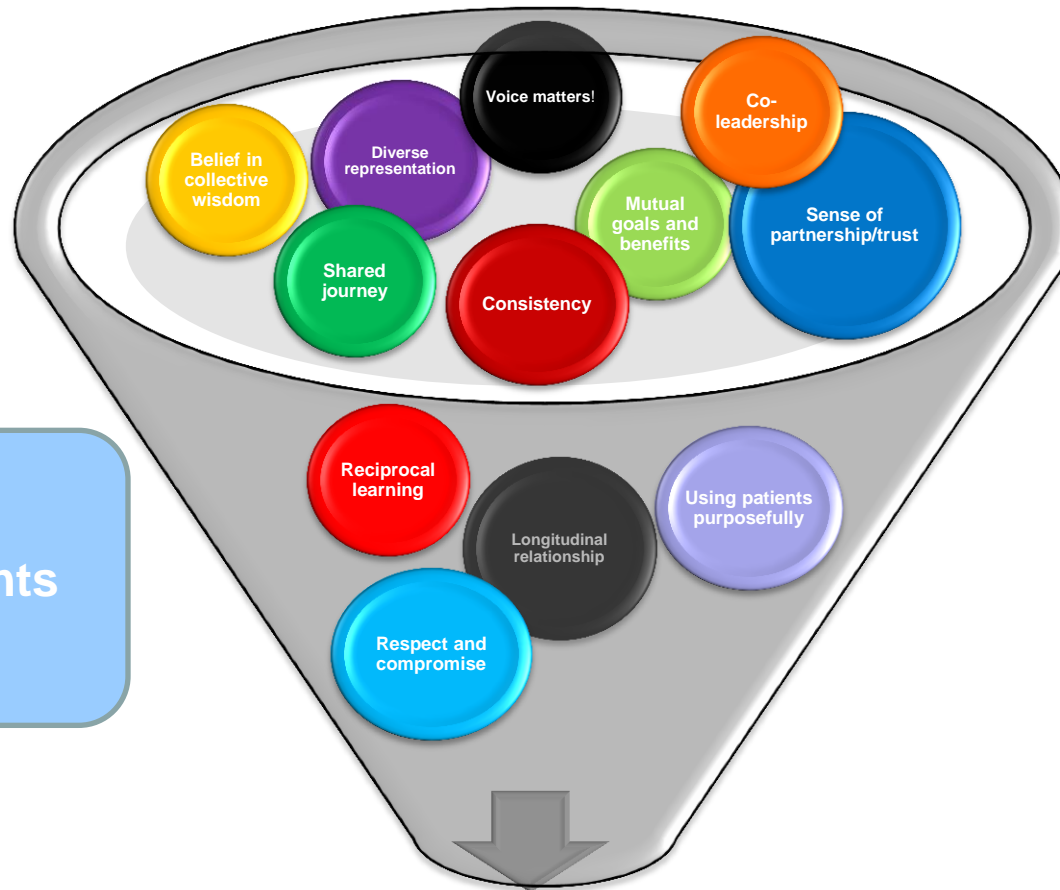 Voice matters!
Co-
leadership
Belief in
collective
wisdom
Diverse
representation
Mutual
goals and
benefits
Sense of
partnership/trust
Shared
journey
Consistency
Reciprocal
learning
Longitudinal
relationship
Using patients
purposefully
Respect and
compromise